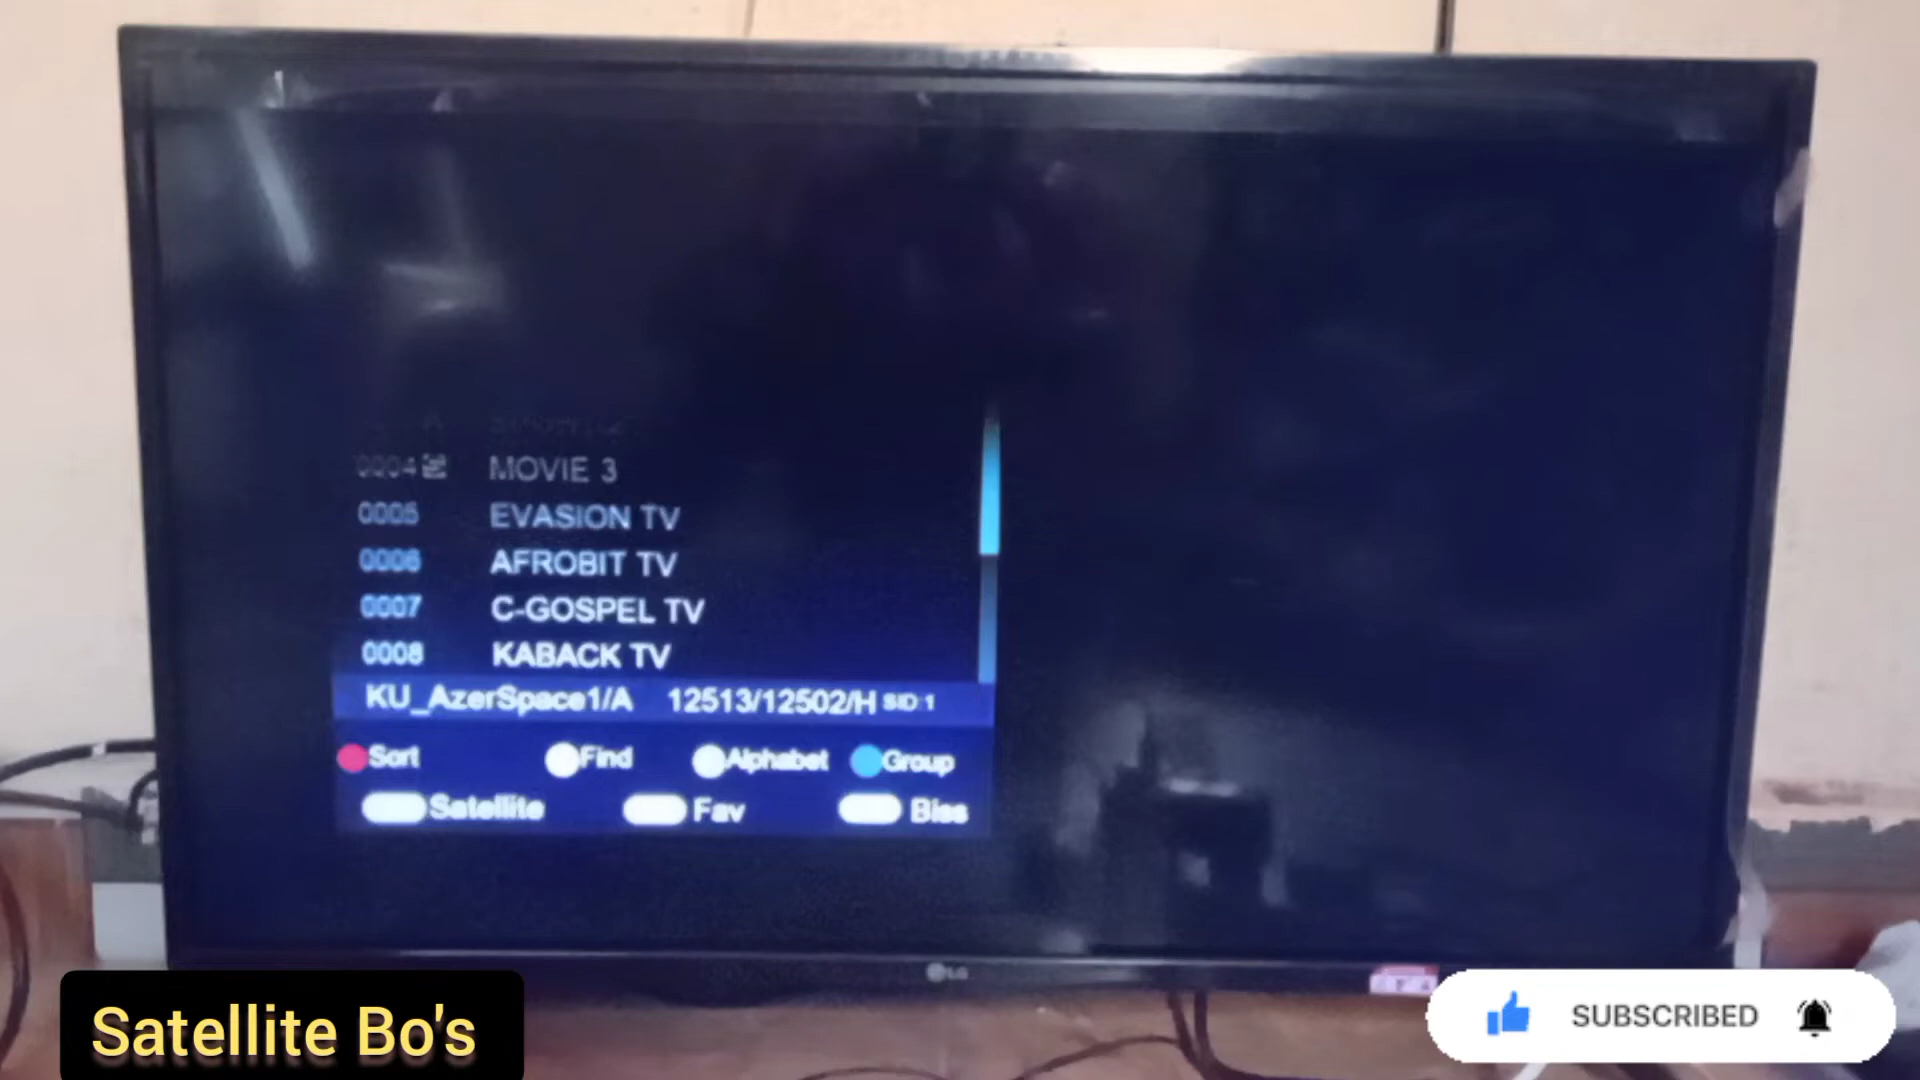 0004 MOVIE 3
0005 EVASION TV
0006 AFROBIT TV
0007 C-GOSPEL TV
0008 KABACK TV
KU_AzerSpace1/A 12513/12502/H SID:1
Sort Find Alphabet Group
Satellite Fav Biss
LG
Satellite Bo's
SUBSCRIBED